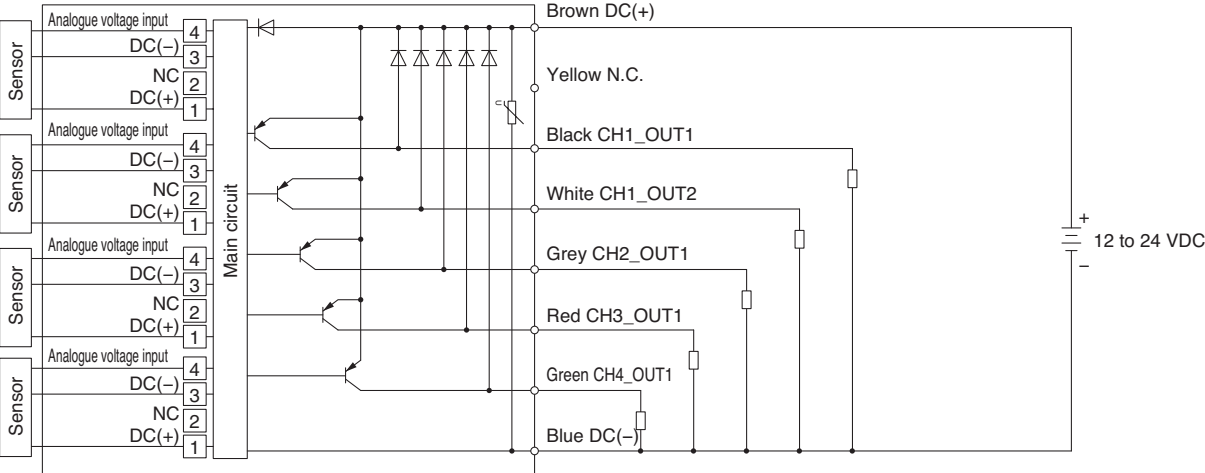 Sensor
Analogue voltage input 4
DC(−) 3
NC 2
DC(+) 1
Sensor
Analogue voltage input 4
DC(−) 3
NC 2
DC(+) 1
Sensor
Analogue voltage input 4
DC(−) 3
NC 2
DC(+) 1
Sensor
Analogue voltage input 4
DC(−) 3
NC 2
DC(+) 1
Main circuit
Brown DC(+)
Yellow N.C.
Black CH1_OUT1
White CH1_OUT2
Grey CH2_OUT1
Red CH3_OUT1
Green CH4_OUT1
Blue DC(−)
+
12 to 24 VDC
−